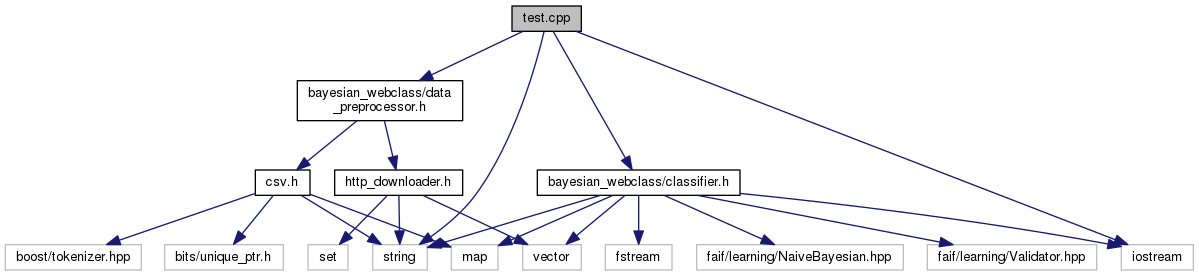 test.cpp
bayesian_webclass/data
_preprocessor.h
csv.h
http_downloader.h
bayesian_webclass/classifier.h
boost/tokenizer.hpp
bits/unique_ptr.h
set
string
map
vector
fstream
faif/learning/NaiveBayesian.hpp
faif/learning/Validator.hpp
iostream